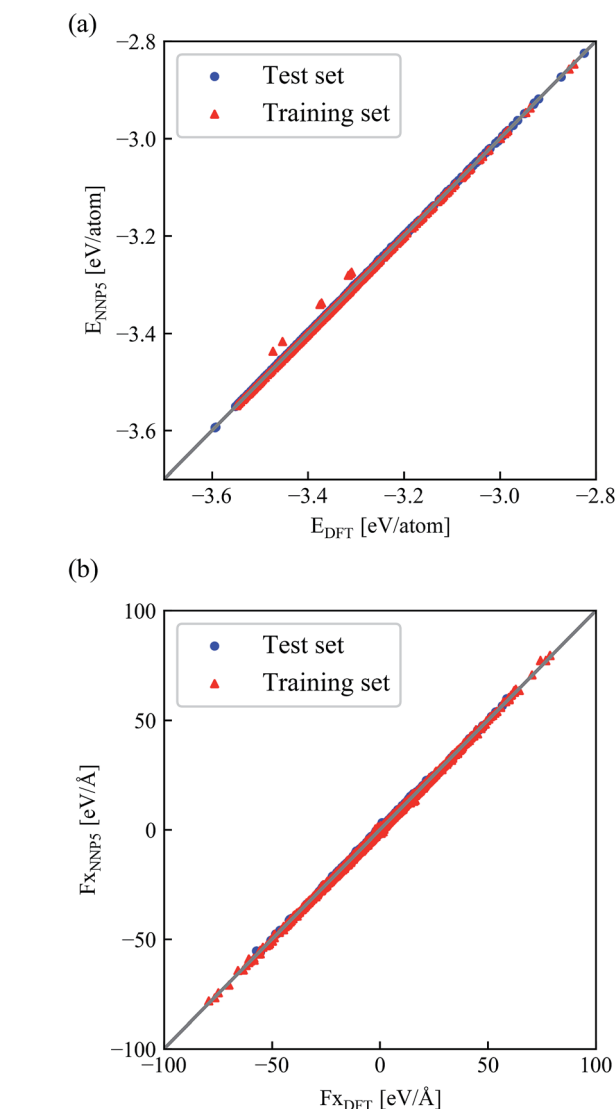 (a)
−2.8
−3.0
−3.2
−3.4
−3.6
E_NNP5 [eV/atom]
Test set
Training set
−3.6 −3.4 −3.2 −3.0 −2.8
E_DFT [eV/atom]
(b)
100
50
0
−50
−100
Fx_NNP5 [eV/Å]
Test set
Training set
−100 −50 0 50 100
Fx_DFT [eV/Å]